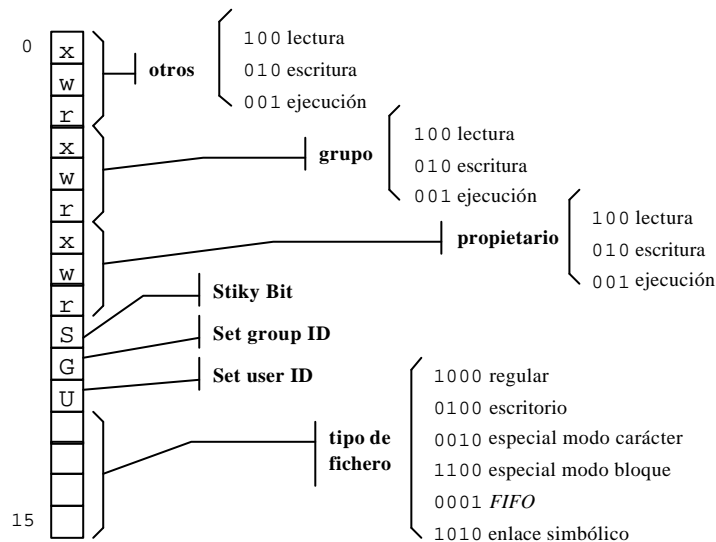 0
x
w
r
x
w
r
x
w
r
S
G
U
15
otros
100 lectura
010 escritura
001 ejecución
grupo
100 lectura
010 escritura
001 ejecución
propietario
100 lectura
010 escritura
001 ejecución
Stiky Bit
Set group ID
Set user ID
tipo de
fichero
1000 regular
0100 escritorio
0010 especial modo carácter
1100 especial modo bloque
0001 FIFO
1010 enlace simbólico